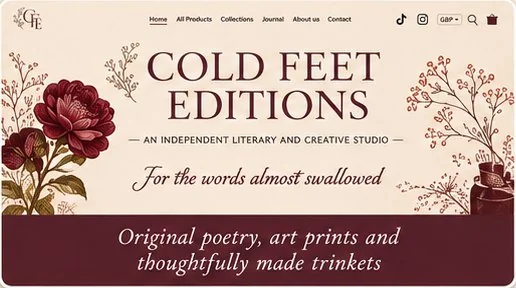 CFE
Home All Products Collections Journal About us Contact GBP
COLD FEET
EDITIONS
— AN INDEPENDENT LITERARY AND CREATIVE STUDIO —
For the words almost swallowed
Original poetry, art prints and
thoughtfully made trinkets